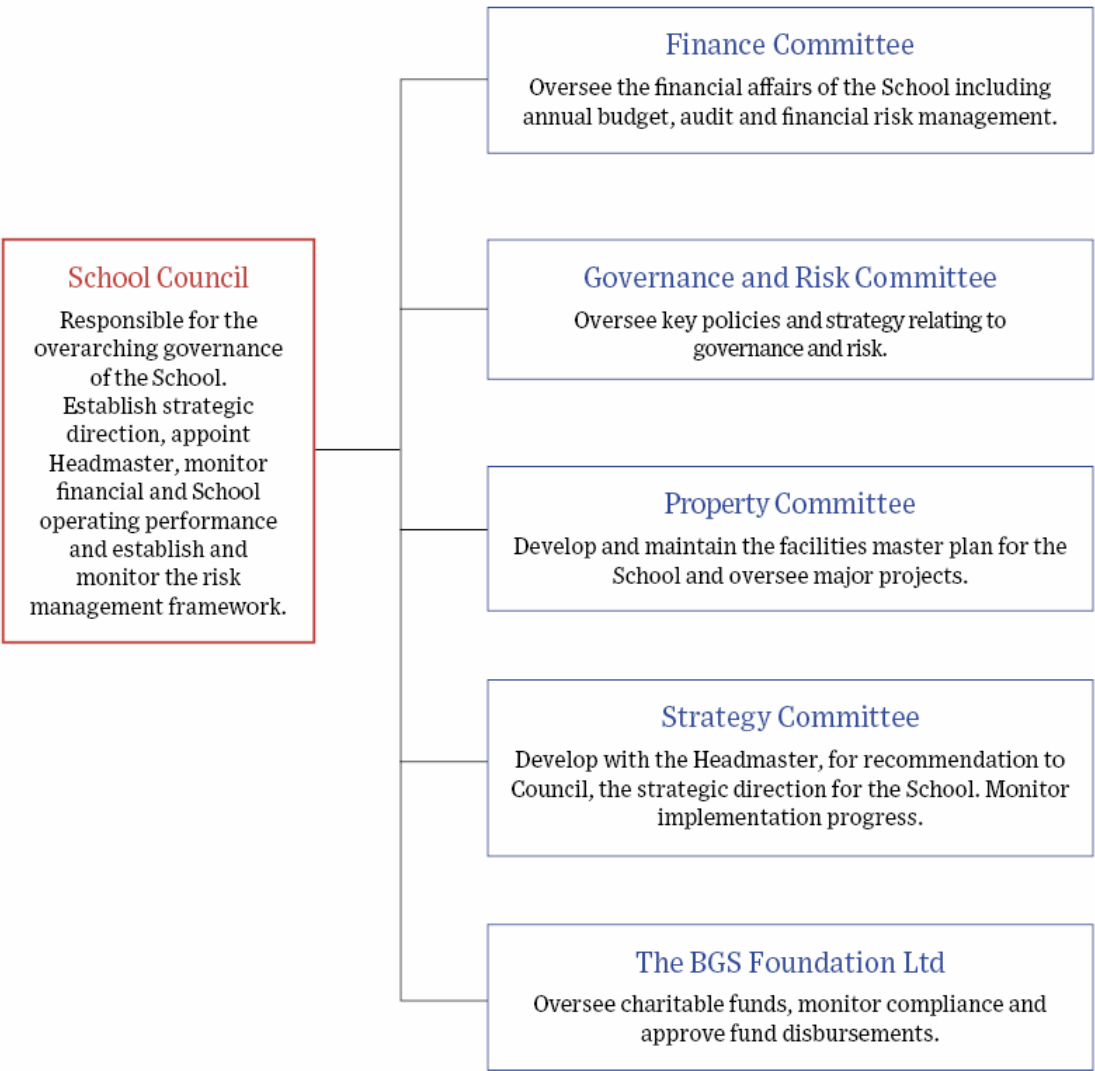 Finance Committee
Oversee the financial affairs of the School including
annual budget, audit and financial risk management.
School Council
Responsible for the
overarching governance
of the School.
Establish strategic
direction, appoint
Headmaster, monitor
financial and School
operating performance
and establish and
monitor the risk
management framework.
Governance and Risk Committee
Oversee key policies and strategy relating to
governance and risk.
Property Committee
Develop and maintain the facilities master plan for the
School and oversee major projects.
Strategy Committee
Develop with the Headmaster, for recommendation to
Council, the strategic direction for the School. Monitor
implementation progress.
The BGS Foundation Ltd
Oversee charitable funds, monitor compliance and
approve fund disbursements.